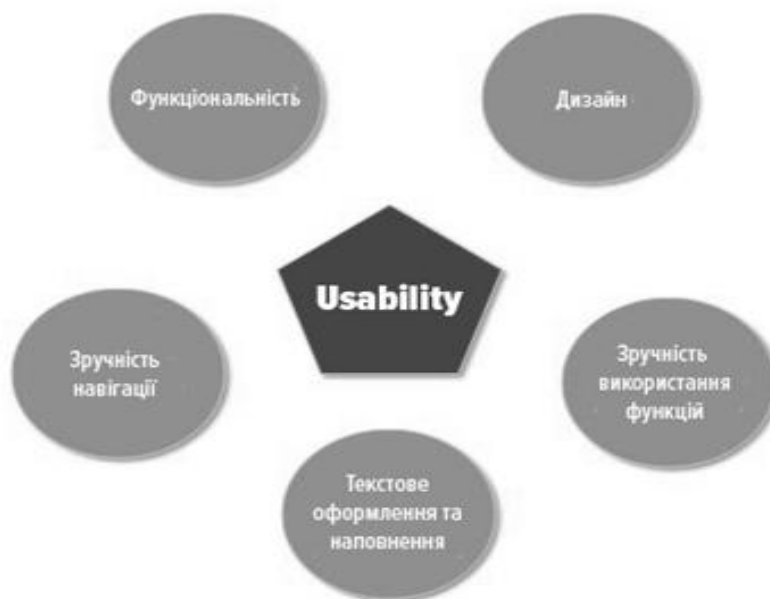 Функціональність
Дизайн
Usability
Зручність
навігації
Зручність
використання
функцій
Текстове
оформлення та
наповнення